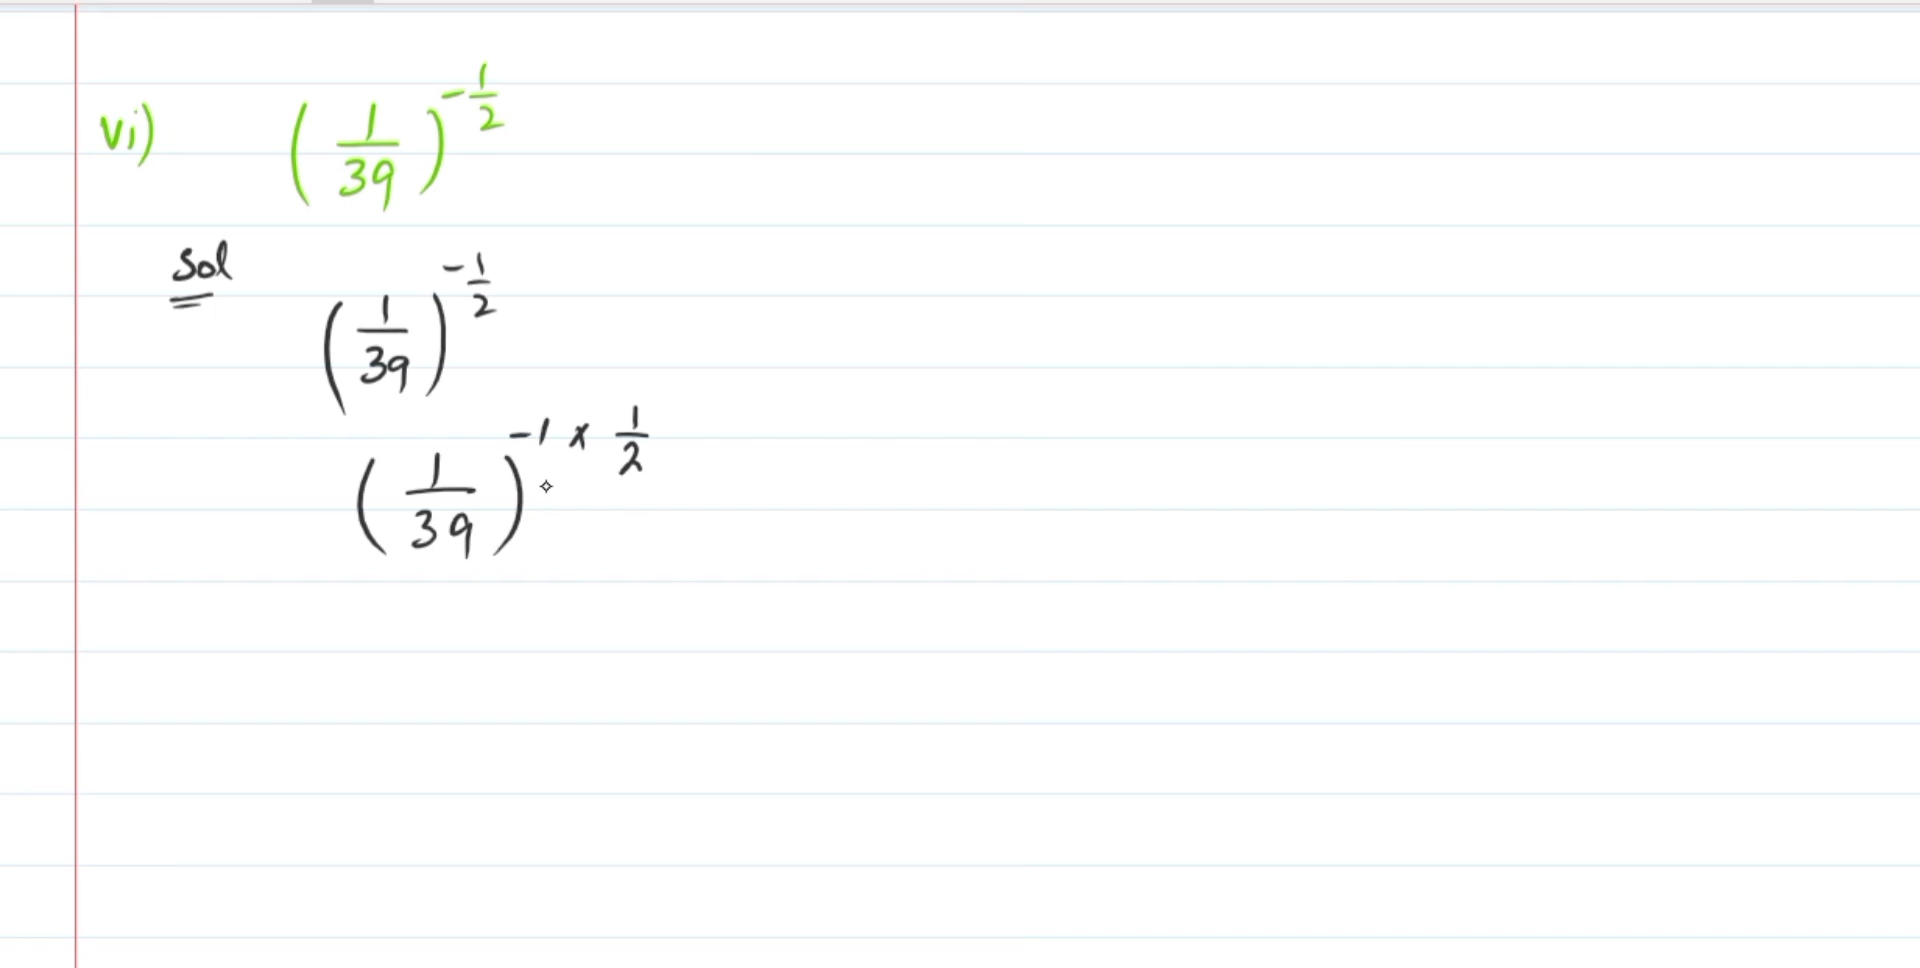 vi) (1/39)^(-1/2)
Sol
(1/39)^(-1/2)
(1/39)^(-1 × 1/2)